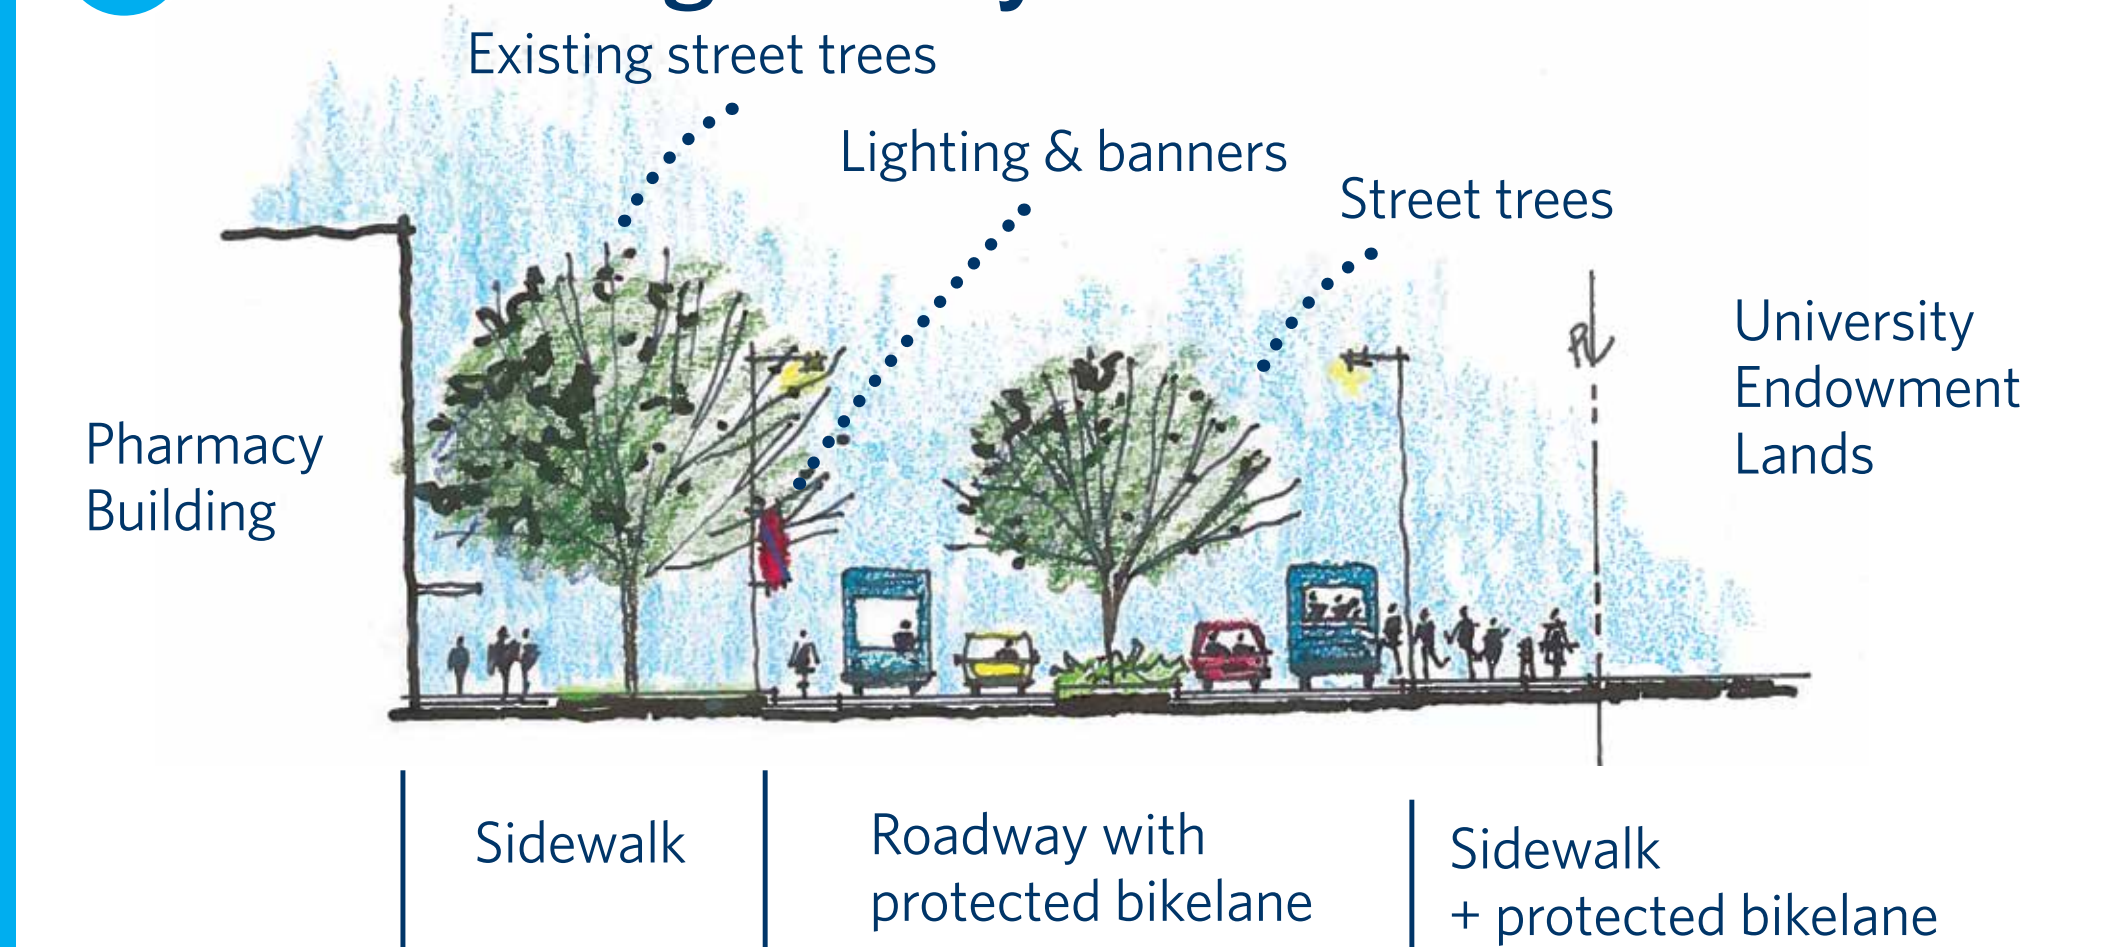 Existing street trees
Lighting & banners
Street trees
University
Endowment
Lands
Pharmacy
Building
Sidewalk
Roadway with
protected bikelane
Sidewalk
+ protected bikelane